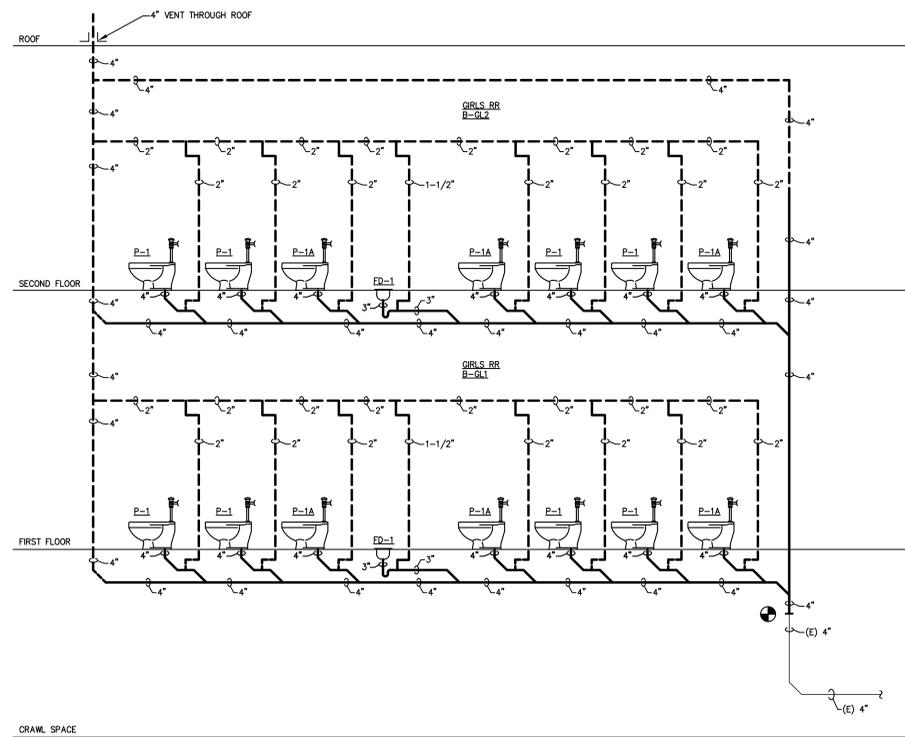 4" VENT THROUGH ROOF
ROOF
4"
4" 4"
4" 4"
GIRLS RR
B-GL2
2" 2" 2" 2" 2" 2" 2" 2"
4"
2" 2" 2" 1-1/2" 2" 2" 2" 2"
4"
P-1 P-1 P-1A P-1A P-1 P-1 P-1A
SECOND FLOOR
FD-1
4" 4" 4" 4" 4" 4" 4"
4" 3" 3" 4"
4" 4" 4" 4" 4" 4" 4" 4"
GIRLS RR
B-GL1
4" 4"
2" 2" 2" 2" 2" 2" 2" 2"
4"
2" 2" 2" 1-1/2" 2" 2" 2" 2"
P-1 P-1 P-1A P-1A P-1 P-1 P-1A
FIRST FLOOR
FD-1
4" 4" 4" 4" 4" 4" 4"
4" 3" 3"
4" 4" 4" 4" 4" 4" 4" 4"
4"
(E) 4"
(E) 4"
CRAWL SPACE